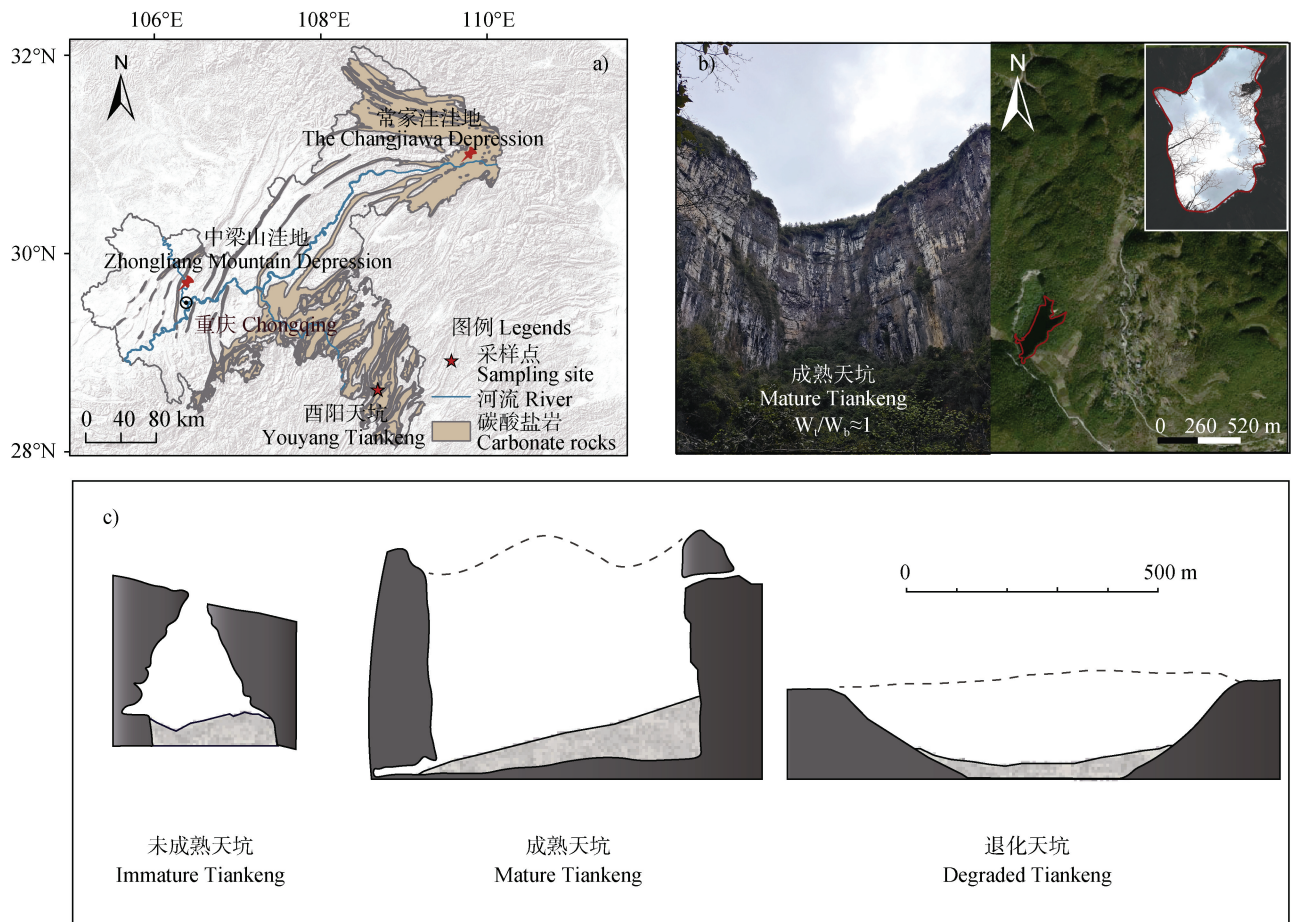 106°E 108°E 110°E
32°N
30°N
28°N
N
a)
常家洼洼地
The Changjiawa Depression
中梁山洼地
Zhongliang Mountain Depression
重庆 Chongqing
酉阳天坑
Youyang Tiankeng
图例 Legends
采样点
Sampling site
河流 River
碳酸盐岩
Carbonate rocks
0 40 80 km
b)
成熟天坑
Mature Tiankeng
Wt/Wb≈1
N
0 260 520 m
c)
0 500 m
未成熟天坑
Immature Tiankeng
成熟天坑
Mature Tiankeng
退化天坑
Degraded Tiankeng